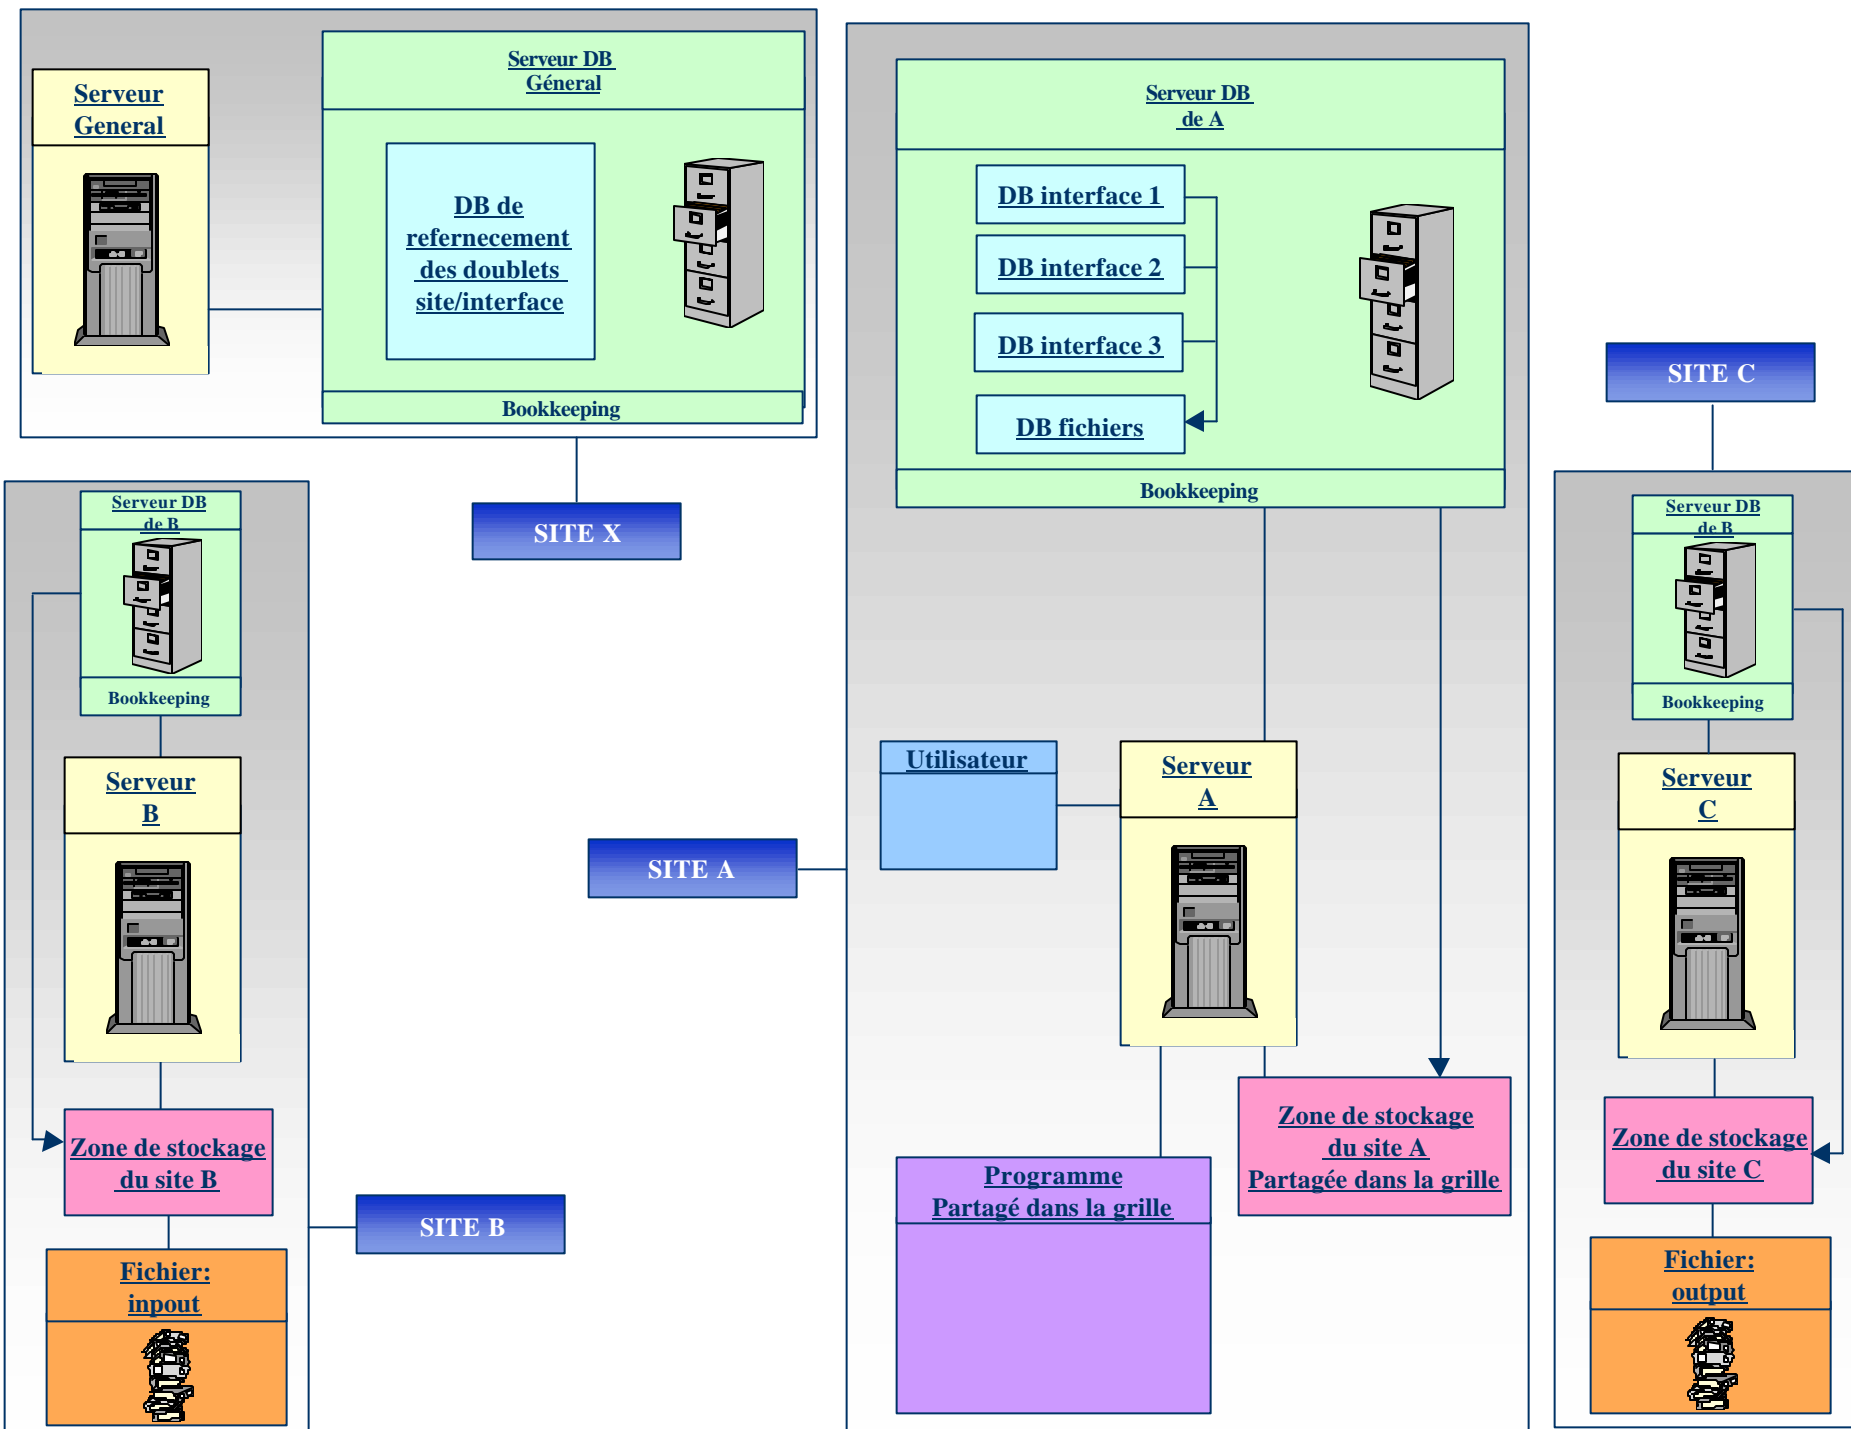 Serveur
General
Serveur DB
Géneral
DB de
refernecement
des doublets
site/interface
Bookkeeping
SITE X
Serveur DB
de A
DB interface 1
DB interface 2
DB interface 3
DB fichiers
Bookkeeping
SITE C
Serveur DB
de B
Bookkeeping
Serveur
B
Zone de stockage
du site B
Fichier:
inpout
SITE B
SITE A
Utilisateur
Serveur
A
Programme
Partagé dans la grille
Zone de stockage
du site A
Partagée dans la grille
Serveur DB
de B
Bookkeeping
Serveur
C
Zone de stockage
du site C
Fichier:
output